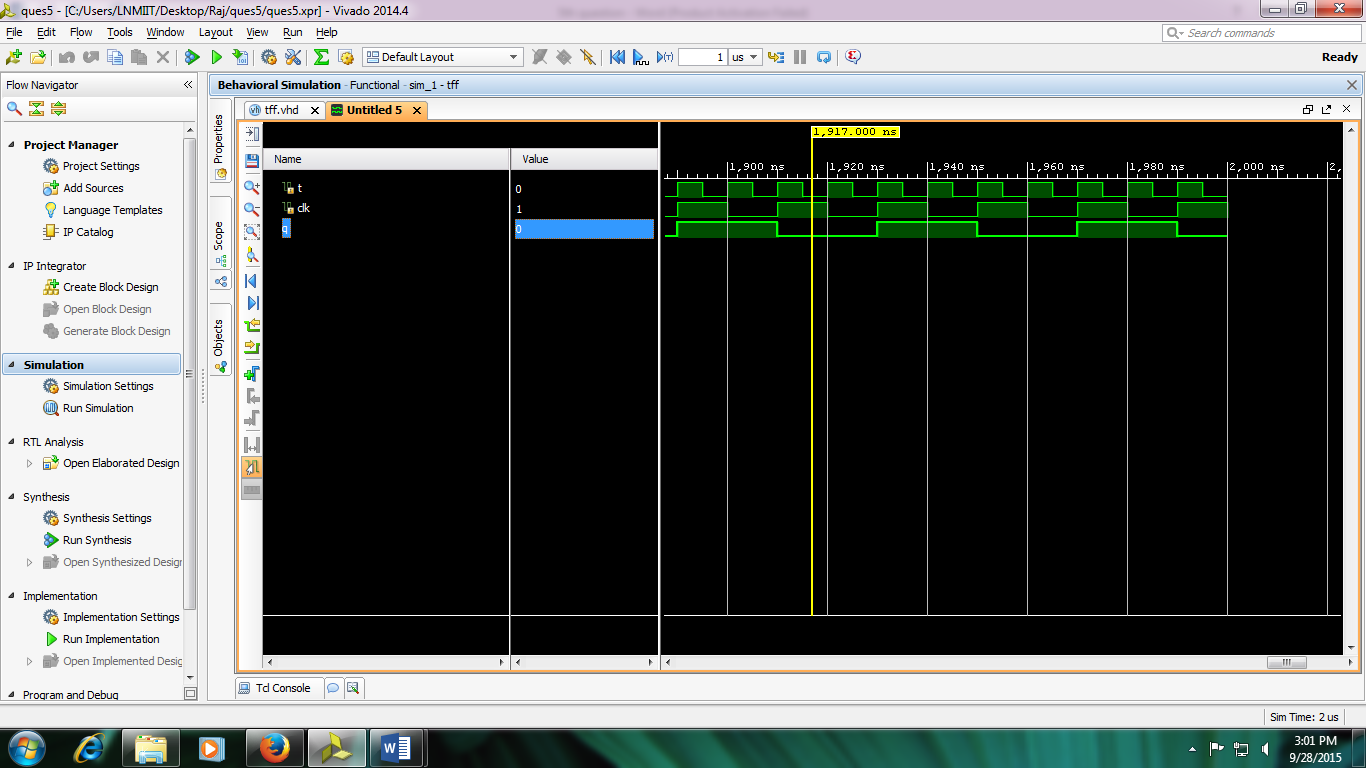 ques5 - [C:/Users/LNMIIT/Desktop/Raj/ques5/ques5.xpr] - Vivado 2014.4
File Edit Flow Tools Window Layout View Run Help
Search commands
Default Layout
1 us
Ready
Flow Navigator
Behavioral Simulation - Functional - sim_1 - tff
tff.vhd
Untitled 5
Properties
Scope
Objects
Project Manager
Project Settings
Add Sources
Language Templates
IP Catalog
IP Integrator
Create Block Design
Open Block Design
Generate Block Design
Simulation
Simulation Settings
Run Simulation
RTL Analysis
Open Elaborated Design
Synthesis
Synthesis Settings
Run Synthesis
Open Synthesized Design
Implementation
Implementation Settings
Run Implementation
Open Implemented Desig
Program and Debug
Name Value
t 0
clk 1
q 0
1,917.000 ns
1,900 ns 1,920 ns 1,940 ns 1,960 ns 1,980 ns 2,000 ns 2,
Tcl Console
Sim Time: 2 us
3:01 PM
9/28/2015